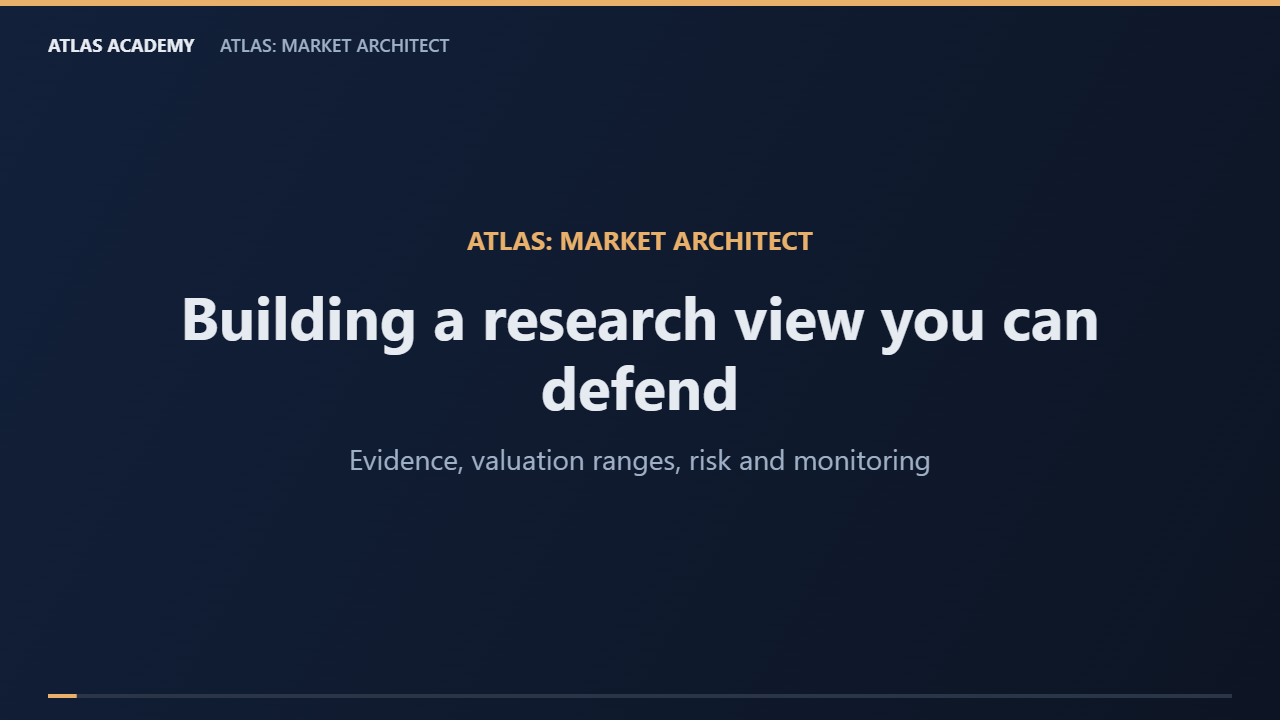 ATLAS ACADEMY ATLAS: MARKET ARCHITECT
ATLAS: MARKET ARCHITECT
Building a research view you can
defend
Evidence, valuation ranges, risk and monitoring